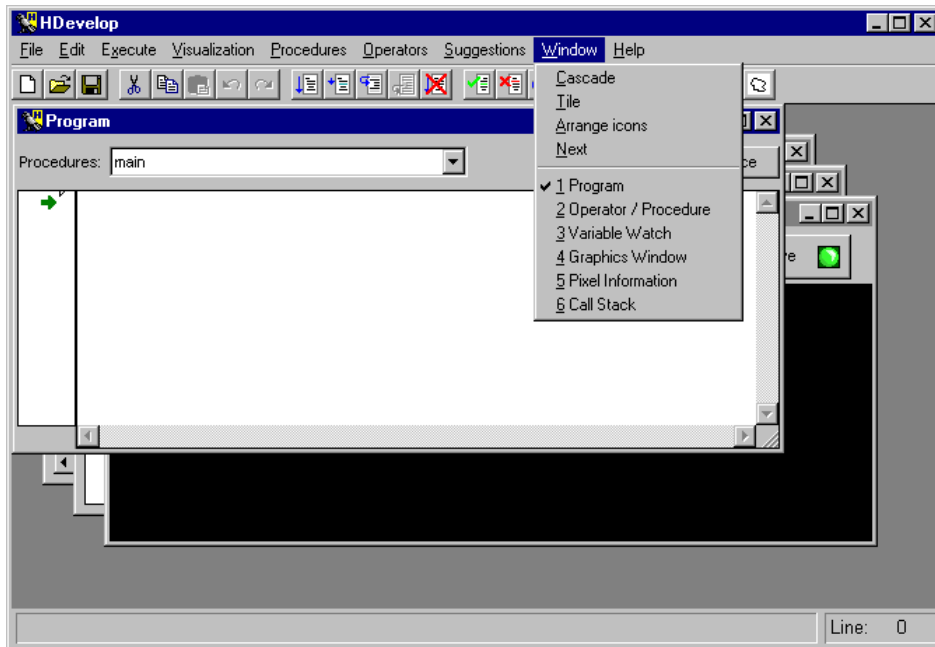 HDevelop
File Edit Execute Visualization Procedures Operators Suggestions Window Help
Cascade
Tile
Arrange icons
Next
1 Program
2 Operator / Procedure
3 Variable Watch
4 Graphics Window
5 Pixel Information
6 Call Stack
Program
Procedures: main
Line: 0